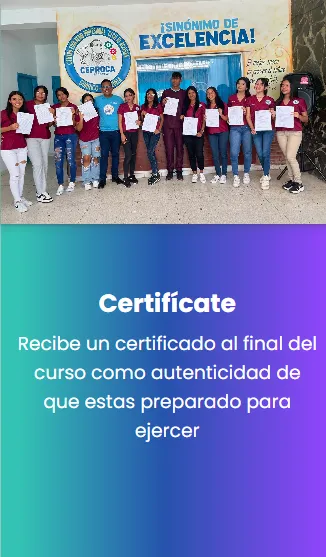 ¡SINÓNIMO DE
EXCELENCIA!
CEPROCA
Certifícate
Recibe un certificado al final del
curso como autenticidad de
que estas preparado para
ejercer